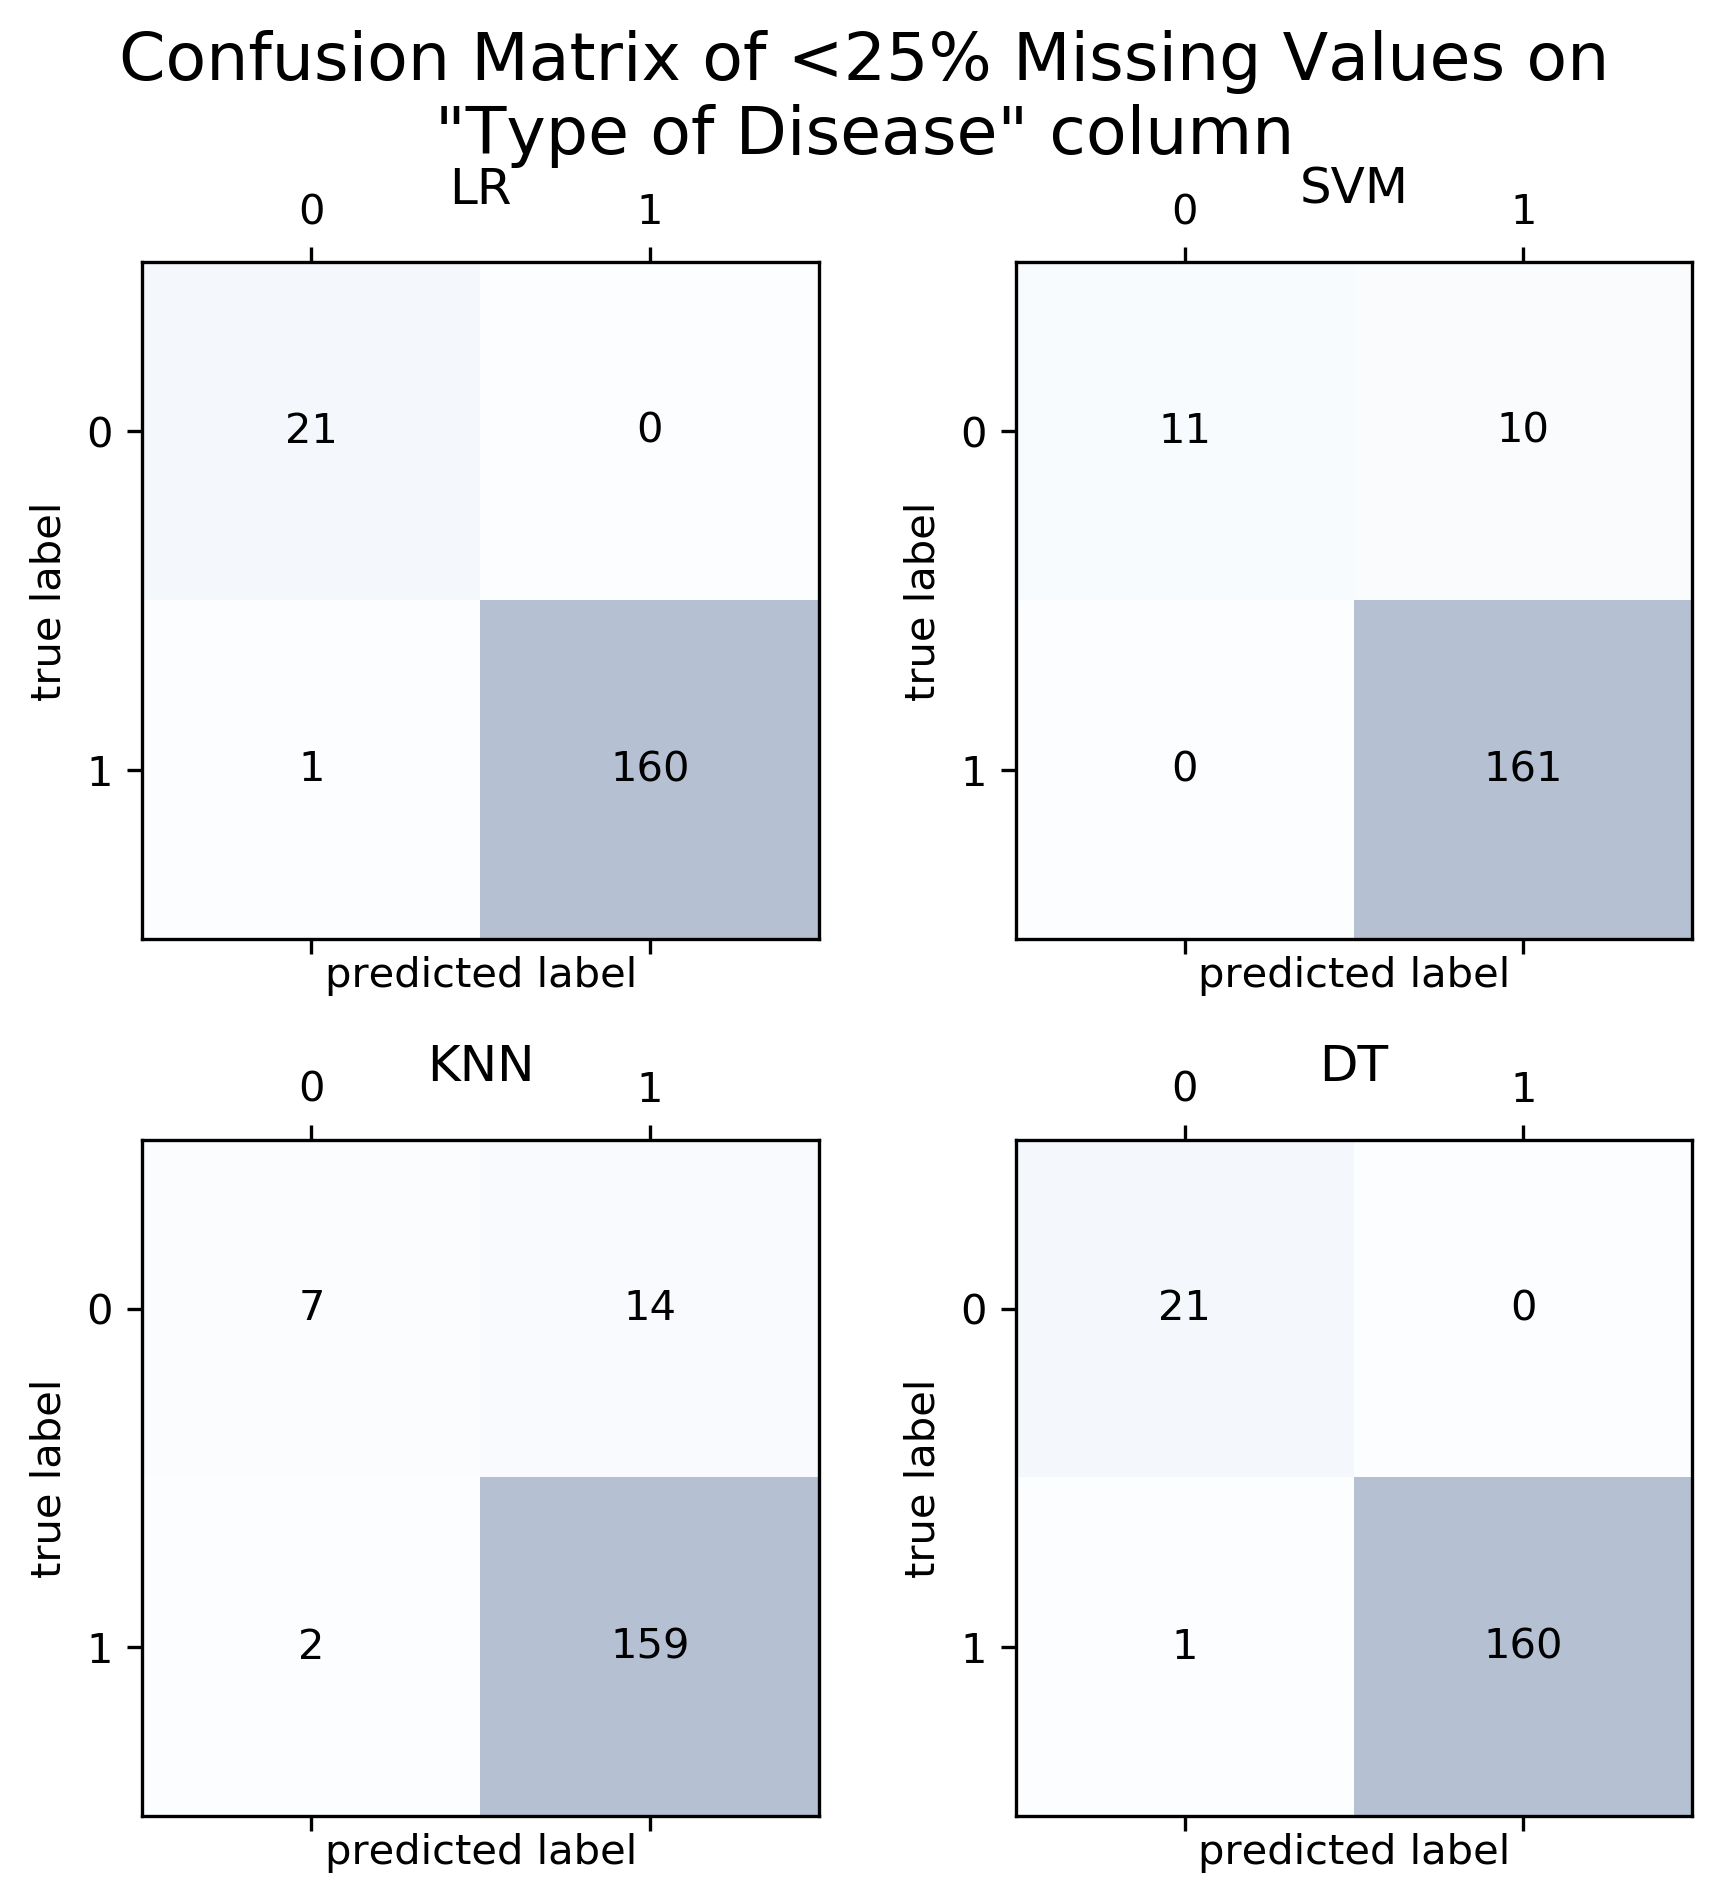 Confusion Matrix of <25% Missing Values on
"Type of Disease" column
LR
0 1
true label
0 21 0
1 1 160
predicted label
SVM
0 1
true label
0 11 10
1 0 161
predicted label
KNN
0 1
true label
0 7 14
1 2 159
predicted label
DT
0 1
true label
0 21 0
1 1 160
predicted label